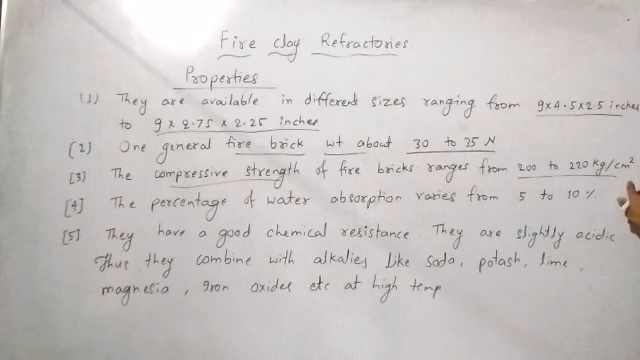 Fire clay Refractories.
Properties
(1) They are available in different sizes ranging from 9x4.5x2.5 inches
to 9 x 2.75 x 2.25 inches
(2) One general fire brick wt about 30 to 35 N
[3] The compressive strength of fire bricks ranges from 200 to 220 kg/cm²
[4] The percentage of water absorption varies from 5 to 10 %.
[5] They have a good chemical resistance They are slightly acidic
Thus they combine with alkalies like soda, potash, lime,
magnesia, Iron oxides etc at high temp